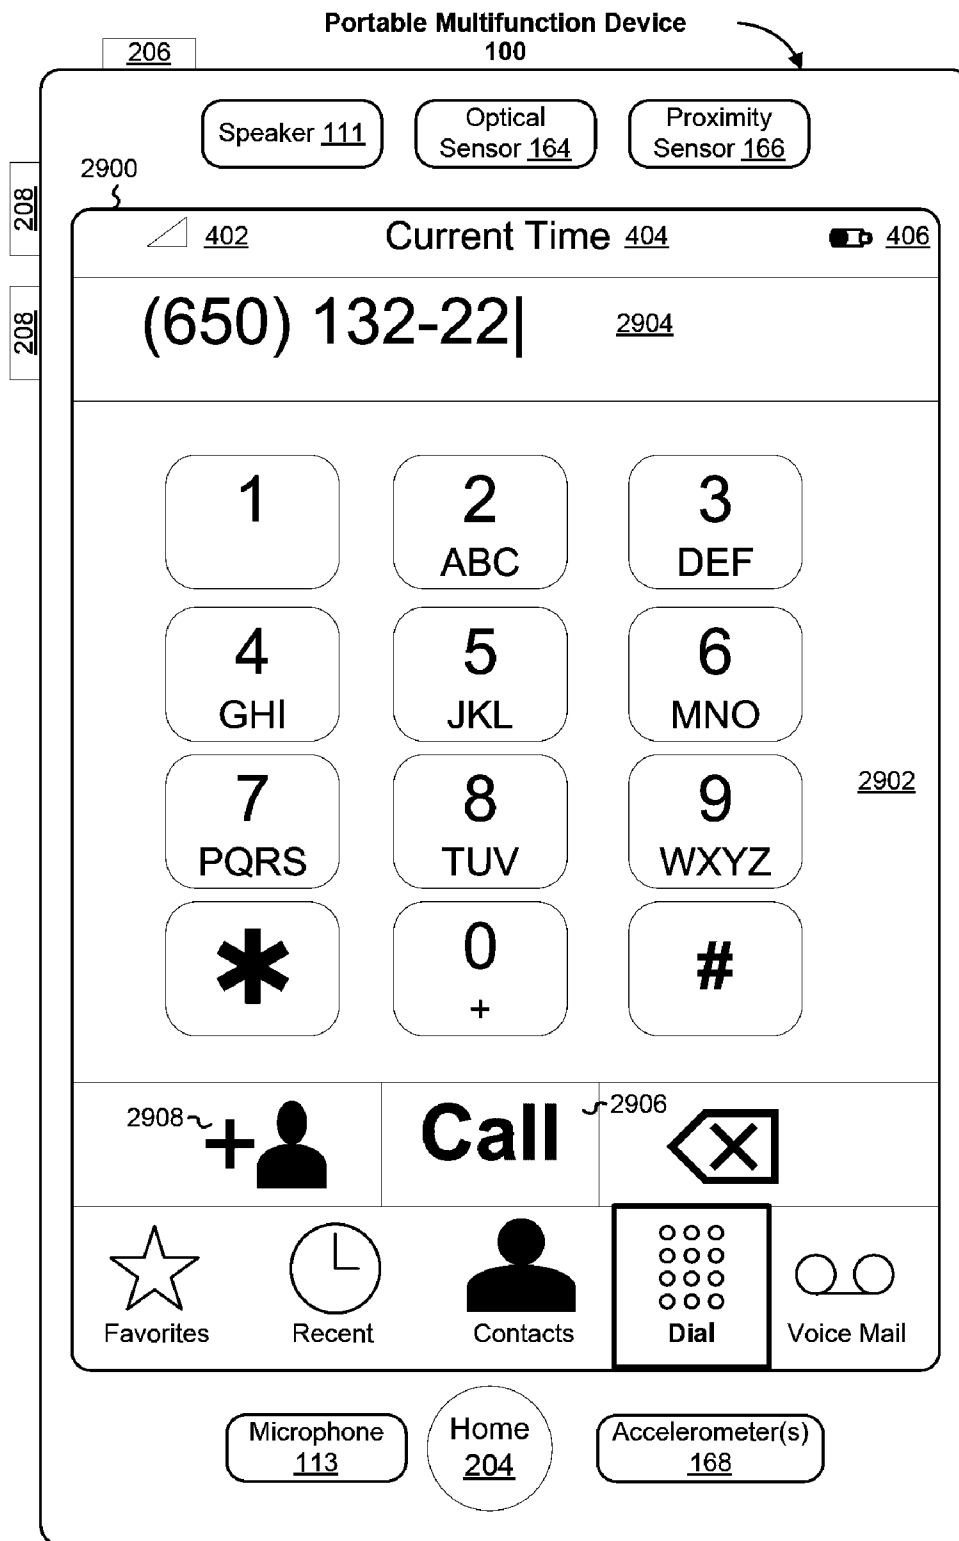 Portable Multifunction Device
100
206
Speaker 111
Optical
Sensor 164
Proximity
Sensor 166
2900
208
208
402
Current Time 404
406
(650) 132-22|
2904
1
2
ABC
3
DEF
4
GHI
5
JKL
6
MNO
7
PQRS
8
TUV
9
WXYZ
2902
*
0
+
#
2908
+
Call
2906
Favorites
Recent
Contacts
Dial
Voice Mail
Microphone
113
Home
204
Accelerometer(s)
168